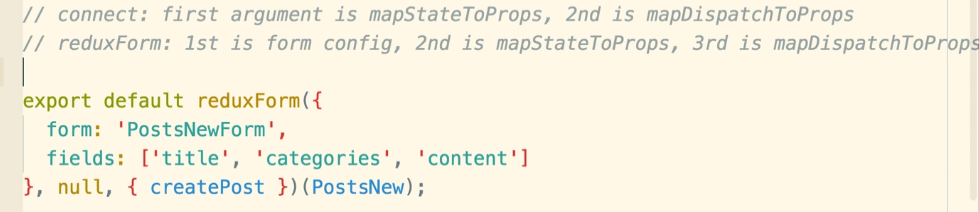 // connect: first argument is mapStateToProps, 2nd is mapDispatchToProps
// reduxForm: 1st is form config, 2nd is mapStateToProps, 3rd is mapDispatchToProps
export default reduxForm({
  form: 'PostsNewForm',
  fields: ['title', 'categories', 'content']
}, null, { createPost })(PostsNew);